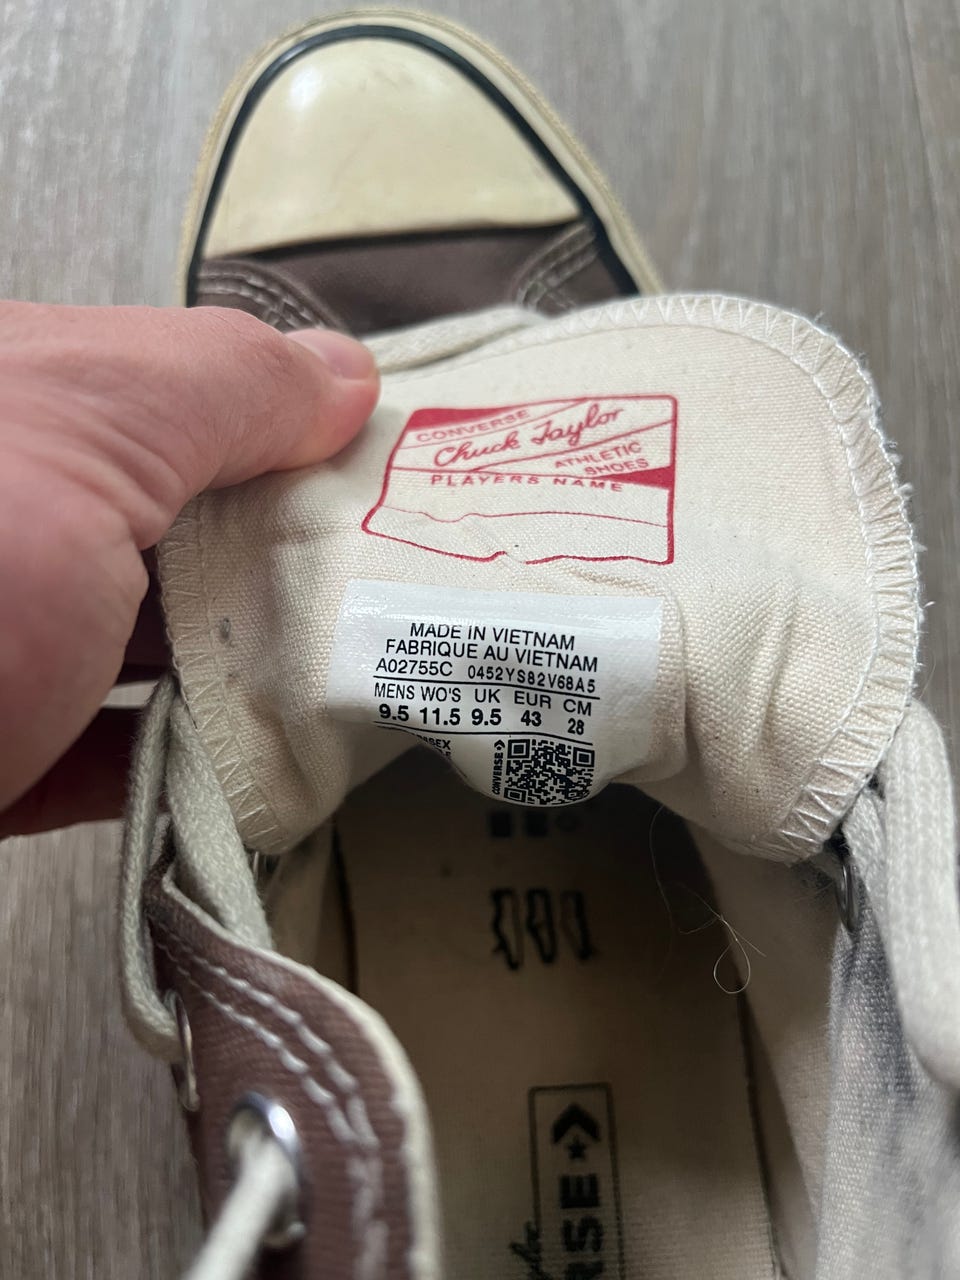 CONVERSE
Chuck Taylor
ATHLETIC
SHOES
PLAYERS NAME
MADE IN VIETNAM
FABRIQUE AU VIETNAM
A02755C 0452YS82V68A5
MENS WO'S UK EUR CM
9.5 11.5 9.5 43 28
CONVERSE